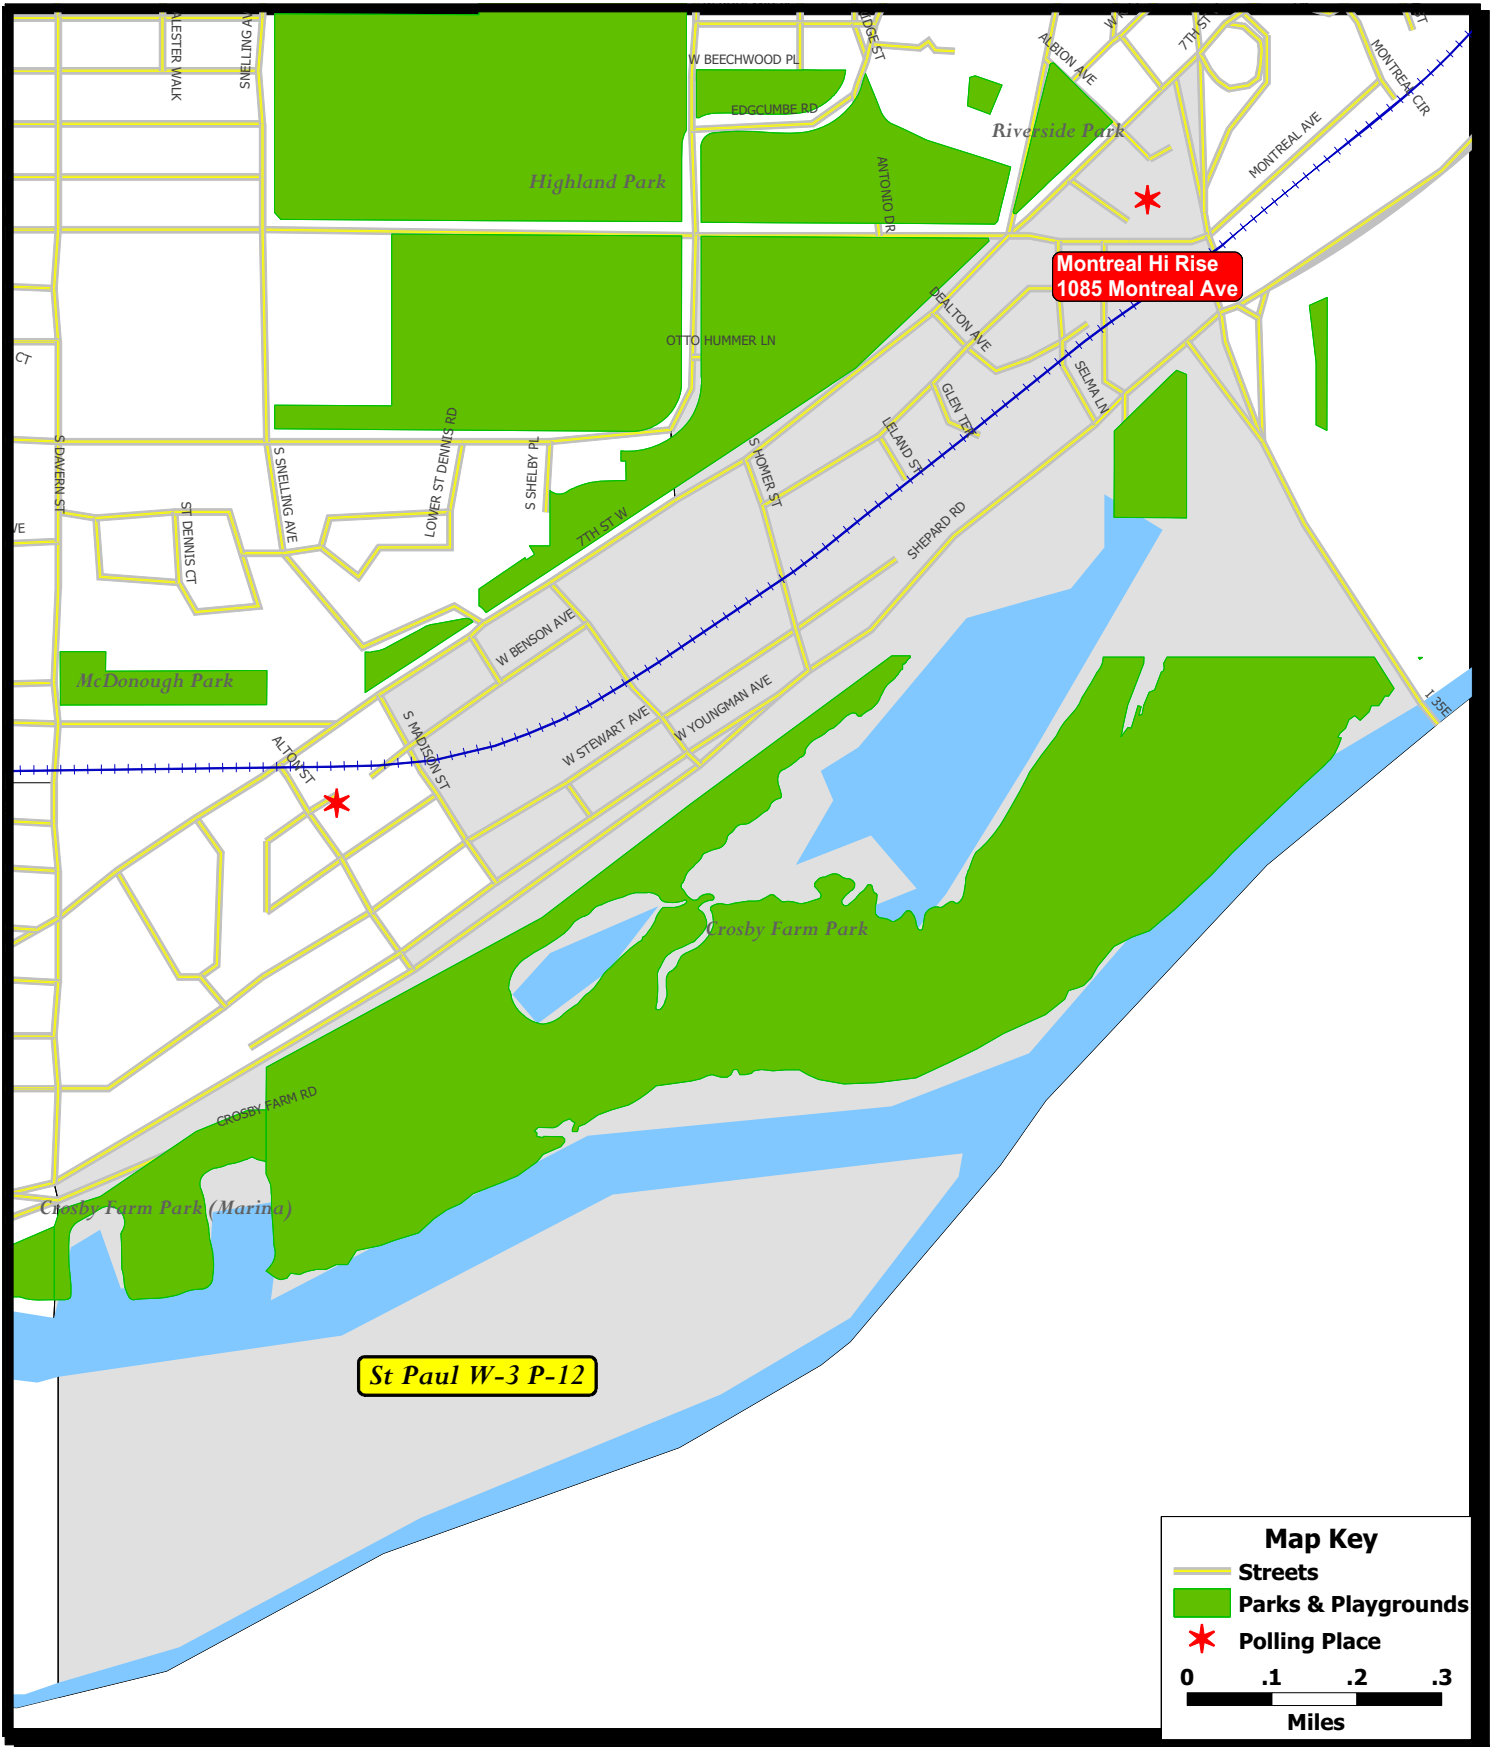 ALESTER WALK
SNELLING AV
W BEECHWOOD PL
EDGCUMBE RD
IDGE ST
ALBION AVE
7TH ST
MONTREAL CIR
MONTREAL AVE
Riverside Park
Highland Park
ANTONIO DR
Montreal Hi Rise
1085 Montreal Ave
DEALTON AVE
OTTO HUMMER LN
CT
SELMA LN
GLEN TER
LELAND ST
S HOMER ST
S DAVERN ST
S SNELLING AVE
LOWER ST DENNIS RD
S SHELBY PL
ST DENNIS CT
VE
7TH ST W
SHEPARD RD
W BENSON AVE
McDonough Park
S MADISON ST
W STEWART AVE
W YOUNGMAN AVE
ALTON ST
I 35E
Crosby Farm Park
CROSBY FARM RD
Crosby Farm Park (Marina)
St Paul W-3 P-12
Map Key
Streets
Parks & Playgrounds
Polling Place
0 .1 .2 .3
Miles